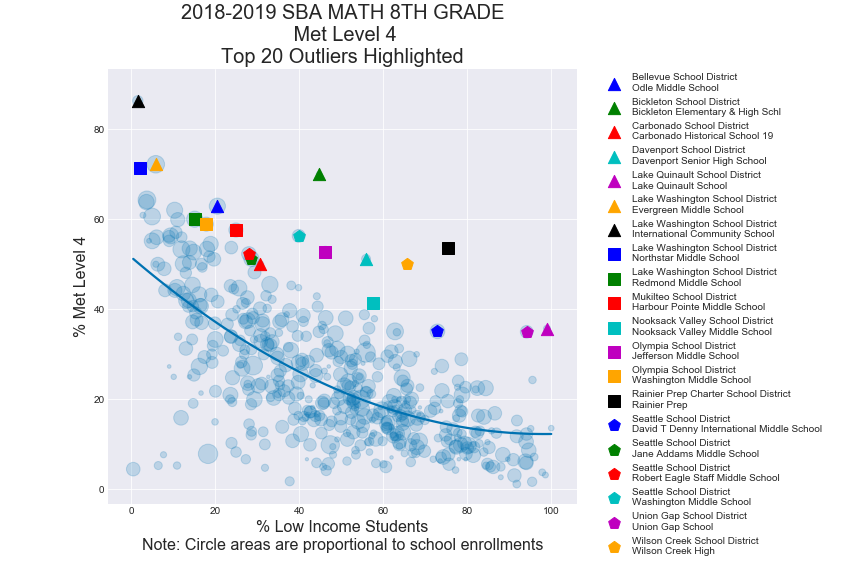 2018-2019 SBA MATH 8TH GRADE
Met Level 4
Top 20 Outliers Highlighted
% Met Level 4
80
60
40
20
0
0 20 40 60 80 100
% Low Income Students
Note: Circle areas are proportional to school enrollments
Bellevue School District
Odle Middle School
Bickleton School District
Bickleton Elementary & High Schl
Carbonado School District
Carbonado Historical School 19
Davenport School District
Davenport Senior High School
Lake Quinault School District
Lake Quinault School
Lake Washington School District
Evergreen Middle School
Lake Washington School District
International Community School
Lake Washington School District
Northstar Middle School
Lake Washington School District
Redmond Middle School
Mukilteo School District
Harbour Pointe Middle School
Nooksack Valley School District
Nooksack Valley Middle School
Olympia School District
Jefferson Middle School
Olympia School District
Washington Middle School
Rainier Prep Charter School District
Rainier Prep
Seattle School District
David T Denny International Middle School
Seattle School District
Jane Addams Middle School
Seattle School District
Robert Eagle Staff Middle School
Seattle School District
Washington Middle School
Union Gap School District
Union Gap School
Wilson Creek School District
Wilson Creek High